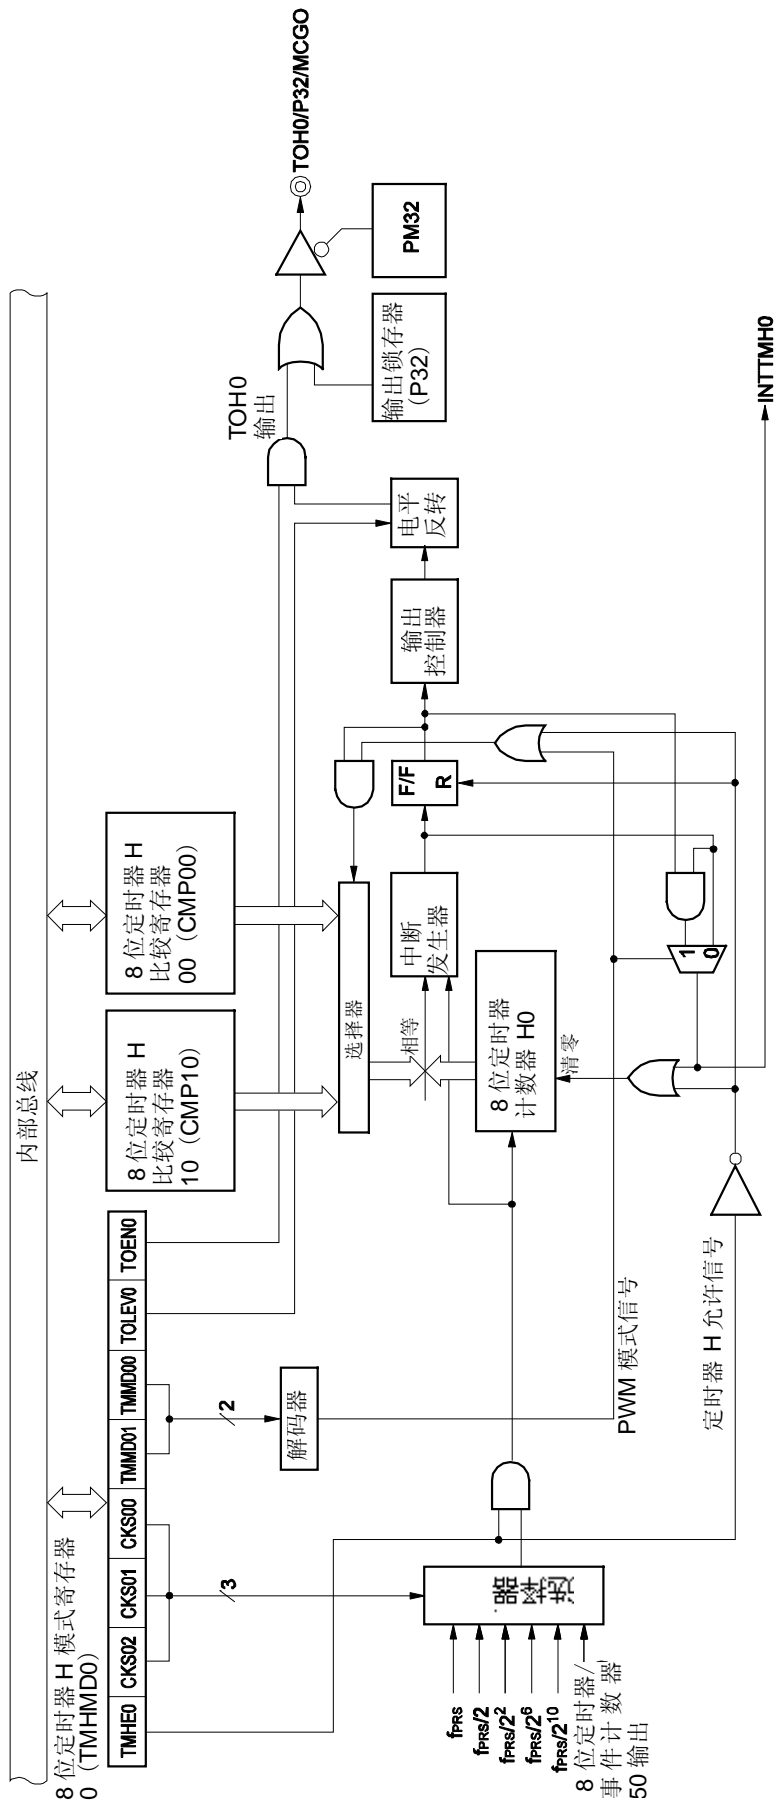 内部总线
8 位定时器 H 模式寄存器
0（TMHMD0）
TMHE0 CKS02 CKS01 CKS00 TMMD01 TMMD00 TOLEV0 TOEN0
8 位定时器 H
比较寄存器
10（CMP10）
8 位定时器 H
比较寄存器
00（CMP00）
3
2
解码器
选择器
TOH0
输出
TOH0/P32/MCGO
输出锁存器
（P32）
PM32
相等
中断
发生器
F/F
R
输出
控制器
电平
反转
fPRS
fPRS/2
fPRS/2²
fPRS/2⁶
fPRS/2¹⁰
8 位定时器/
事件计数器
50 输出
选择器
8 位定时器
计数器 H0
清零
PWM 模式信号
1
0
定时器 H 允许信号
INTTMH0